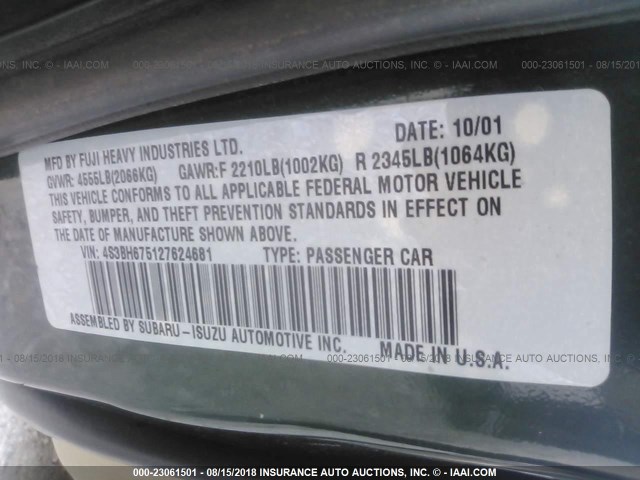 000-23061501 - 08/15/2018 INSURANCE AUTO AUCTIONS, INC. © - IAAI.COM
MFD BY FUJI HEAVY INDUSTRIES LTD. DATE: 10/01
GVWR: 4555LB(2066KG) GAWR:F 2210LB(1002KG) R 2345LB(1064KG)
THIS VEHICLE CONFORMS TO ALL APPLICABLE FEDERAL MOTOR VEHICLE
SAFETY, BUMPER, AND THEFT PREVENTION STANDARDS IN EFFECT ON
THE DATE OF MANUFACTURE SHOWN ABOVE.
VIN: 4S3BH675127624681 TYPE: PASSENGER CAR
ASSEMBLED BY SUBARU-ISUZU AUTOMOTIVE INC. MADE IN U.S.A.
000-23061501 - 08/15/2018 INSURANCE AUTO AUCTIONS, INC. © - IAAI.COM
000-23061501 - 08/15/2018 INSURANCE AUTO AUCTIONS, INC. © - IAAI.COM